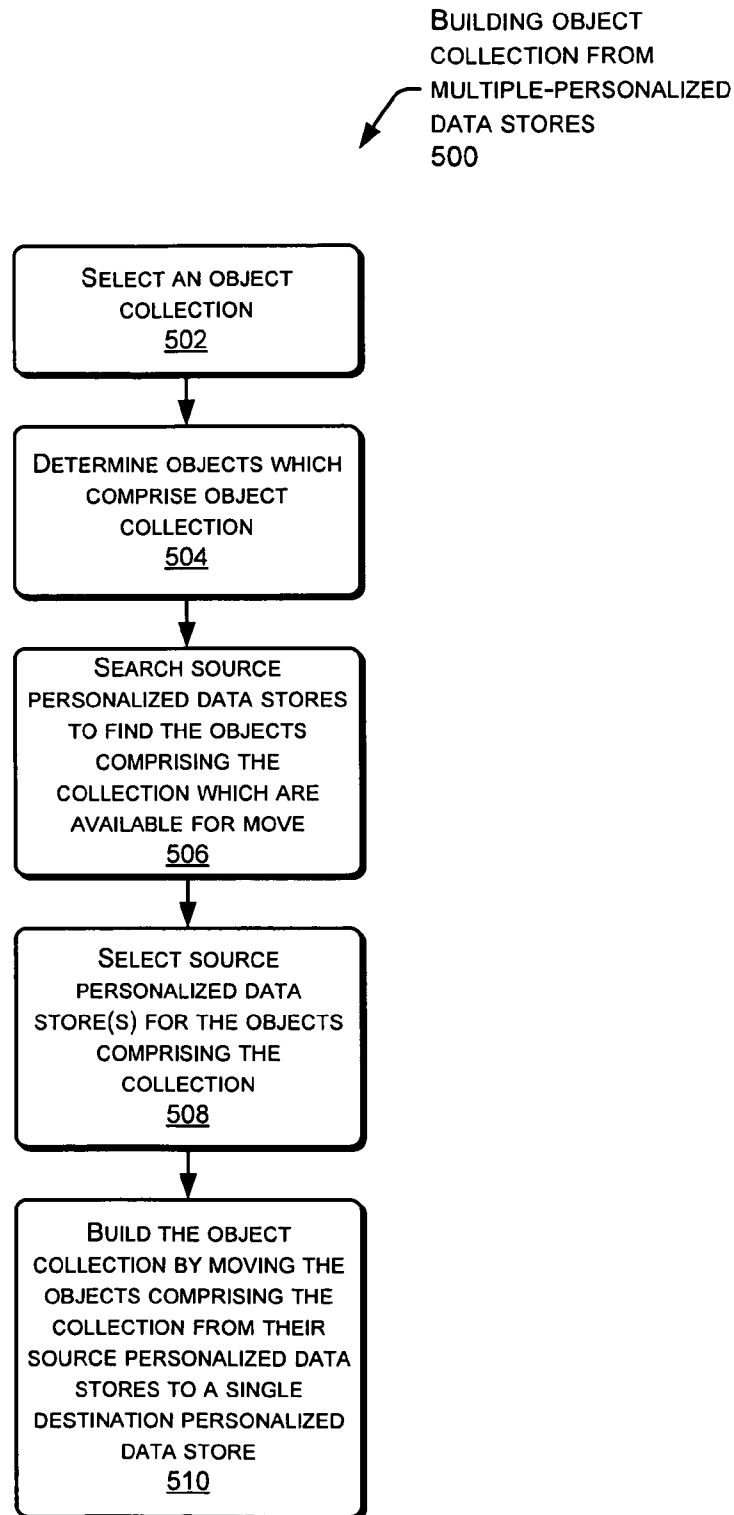 BUILDING OBJECT
COLLECTION FROM
MULTIPLE-PERSONALIZED
DATA STORES
500
SELECT AN OBJECT
COLLECTION
502
DETERMINE OBJECTS WHICH
COMPRISE OBJECT
COLLECTION
504
SEARCH SOURCE
PERSONALIZED DATA STORES
TO FIND THE OBJECTS
COMPRISING THE
COLLECTION WHICH ARE
AVAILABLE FOR MOVE
506
SELECT SOURCE
PERSONALIZED DATA
STORE(S) FOR THE OBJECTS
COMPRISING THE
COLLECTION
508
BUILD THE OBJECT
COLLECTION BY MOVING THE
OBJECTS COMPRISING THE
COLLECTION FROM THEIR
SOURCE PERSONALIZED DATA
STORES TO A SINGLE
DESTINATION PERSONALIZED
DATA STORE
510